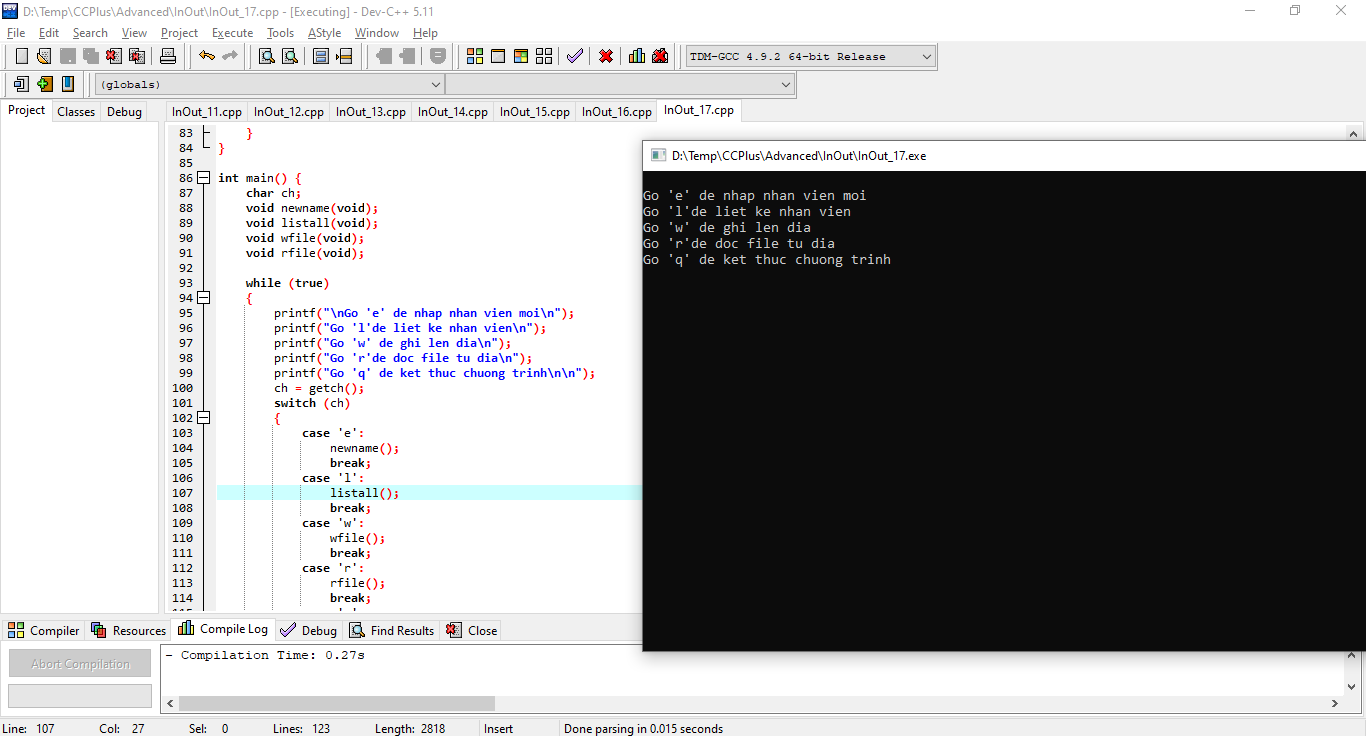 D:\Temp\CCPlus\Advanced\InOut\InOut_17.cpp - [Executing] - Dev-C++ 5.11
File Edit Search View Project Execute Tools AStyle Window Help
TDM-GCC 4.9.2 64-bit Release
(globals)
Project Classes Debug
InOut_11.cpp InOut_12.cpp InOut_13.cpp InOut_14.cpp InOut_15.cpp InOut_16.cpp InOut_17.cpp
83 }
84 }
85
86 int main() {
87 char ch;
88 void newname(void);
89 void listall(void);
90 void wfile(void);
91 void rfile(void);
92
93 while (true)
94 {
95 printf("\nGo 'e' de nhap nhan vien moi\n");
96 printf("Go 'l'de liet ke nhan vien\n");
97 printf("Go 'w' de ghi len dia\n");
98 printf("Go 'r'de doc file tu dia\n");
99 printf("Go 'q' de ket thuc chuong trinh\n\n");
100 ch = getch();
101 switch (ch)
102 {
103 case 'e':
104 newname();
105 break;
106 case 'l':
107 listall();
108 break;
109 case 'w':
110 wfile();
111 break;
112 case 'r':
113 rfile();
114 break;
D:\Temp\CCPlus\Advanced\InOut\InOut_17.exe
Go 'e' de nhap nhan vien moi
Go 'l'de liet ke nhan vien
Go 'w' de ghi len dia
Go 'r'de doc file tu dia
Go 'q' de ket thuc chuong trinh
Compiler Resources Compile Log Debug Find Results Close
Abort Compilation
- Compilation Time: 0.27s
Line: 107 Col: 27 Sel: 0 Lines: 123 Length: 2818 Insert Done parsing in 0.015 seconds